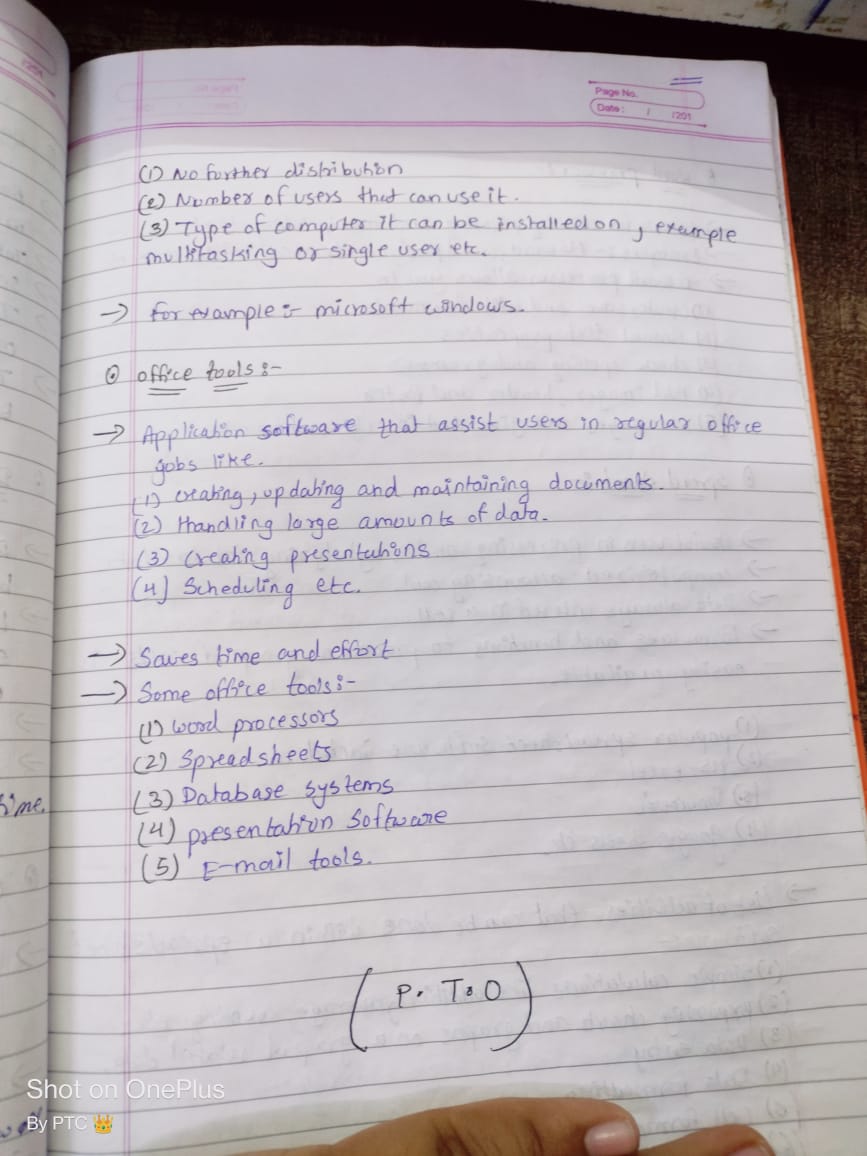 Page No.
Date: / /201
(1) No further distribution
(2) Number of users that can use it.
(3) Type of computer it can be installed on, example
multitasking or single user etc.
→ for example :- microsoft windows.
⊙ office tools :-
→ Application software that assist users in regular office
jobs like.
(1) creating, updating and maintaining documents.
(2) Handling large amounts of data.
(3) Creating presentations
(4) Scheduling etc.
→ Saves time and effort
→ Some office tools :-
(1) word processors
(2) Spreadsheets
(3) Database systems
time.
(4) presentation Software
(5) E-mail tools.
(P. T. O)
Shot on OnePlus
By PTC 👑